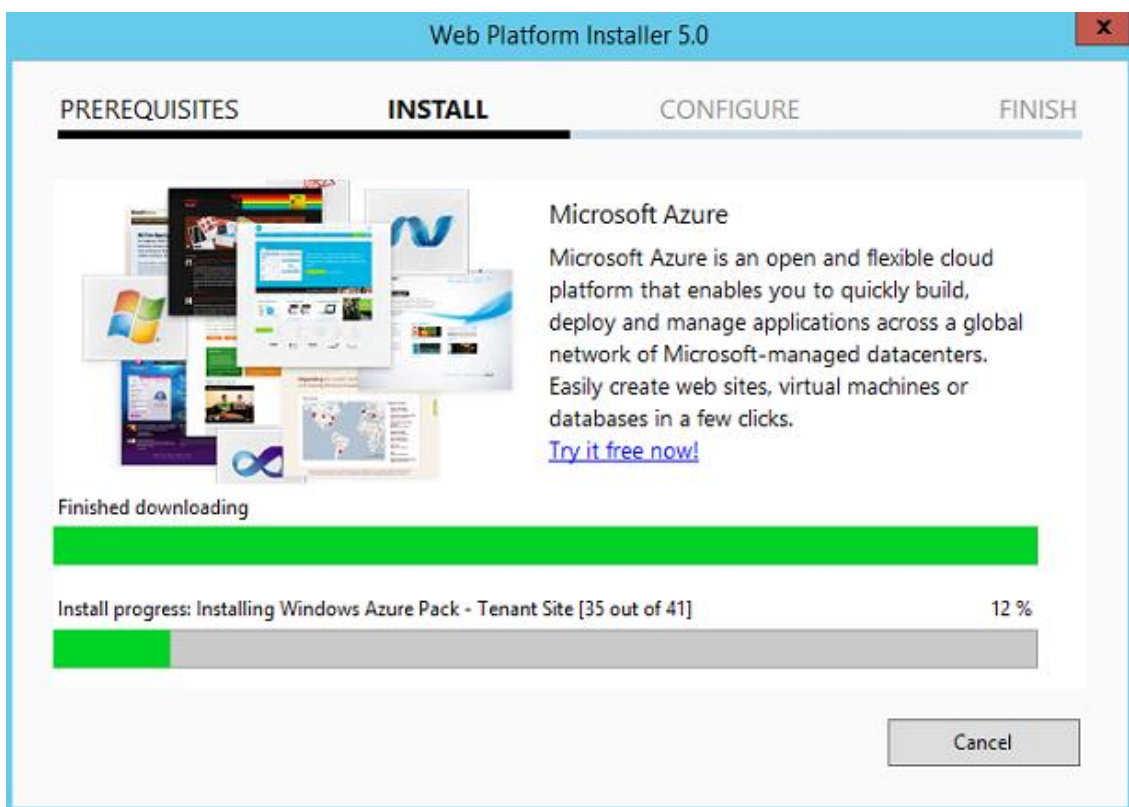 Web Platform Installer 5.0
x
PREREQUISITES INSTALL CONFIGURE FINISH
Microsoft Azure
Microsoft Azure is an open and flexible cloud
platform that enables you to quickly build,
deploy and manage applications across a global
network of Microsoft-managed datacenters.
Easily create web sites, virtual machines or
databases in a few clicks.
Try it free now!
Finished downloading
Install progress: Installing Windows Azure Pack - Tenant Site [35 out of 41] 12 %
Cancel